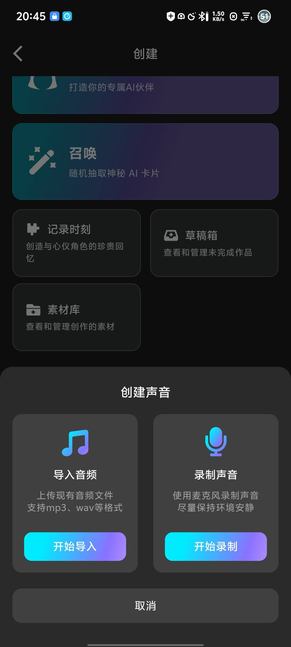 20:45
1.50
KB/s
51
创建
打造你的专属AI伙伴
召唤
随机抽取神秘 AI 卡片
记录时刻
创造与心仪角色的珍贵回
忆
草稿箱
查看和管理未完成作品
素材库
查看和管理创作的素材
创建声音
导入音频
上传现有音频文件
支持mp3、wav等格式
开始导入
录制声音
使用麦克风录制声音
尽量保持环境安静
开始录制
取消